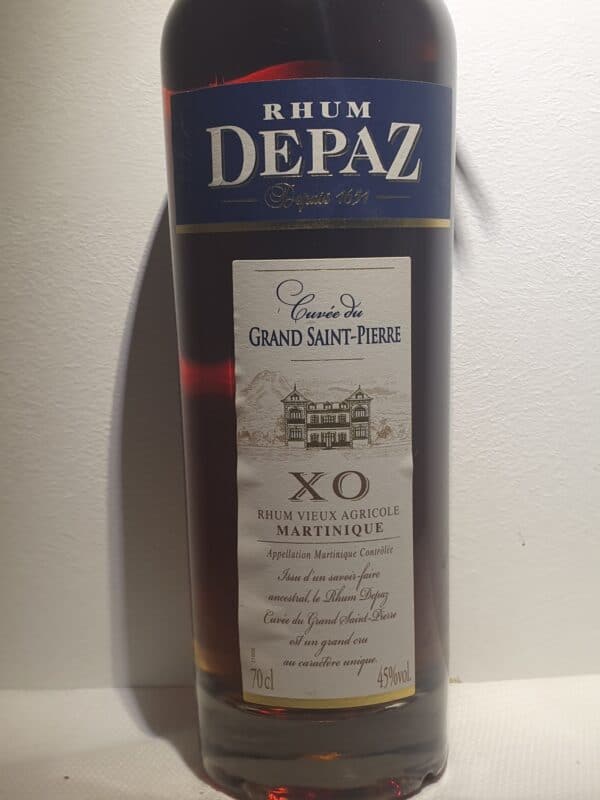 RHUM
DEPAZ
Depuis 1651
Cuvée du
GRAND SAINT-PIERRE
XO
RHUM VIEUX AGRICOLE
MARTINIQUE
Appellation Martinique Contrôlée
Issu d'un savoir-faire
ancestral, le Rhum Depaz
Cuvée du Grand Saint-Pierre
est un grand cru
au caractère unique.
70 cl 45%vol.